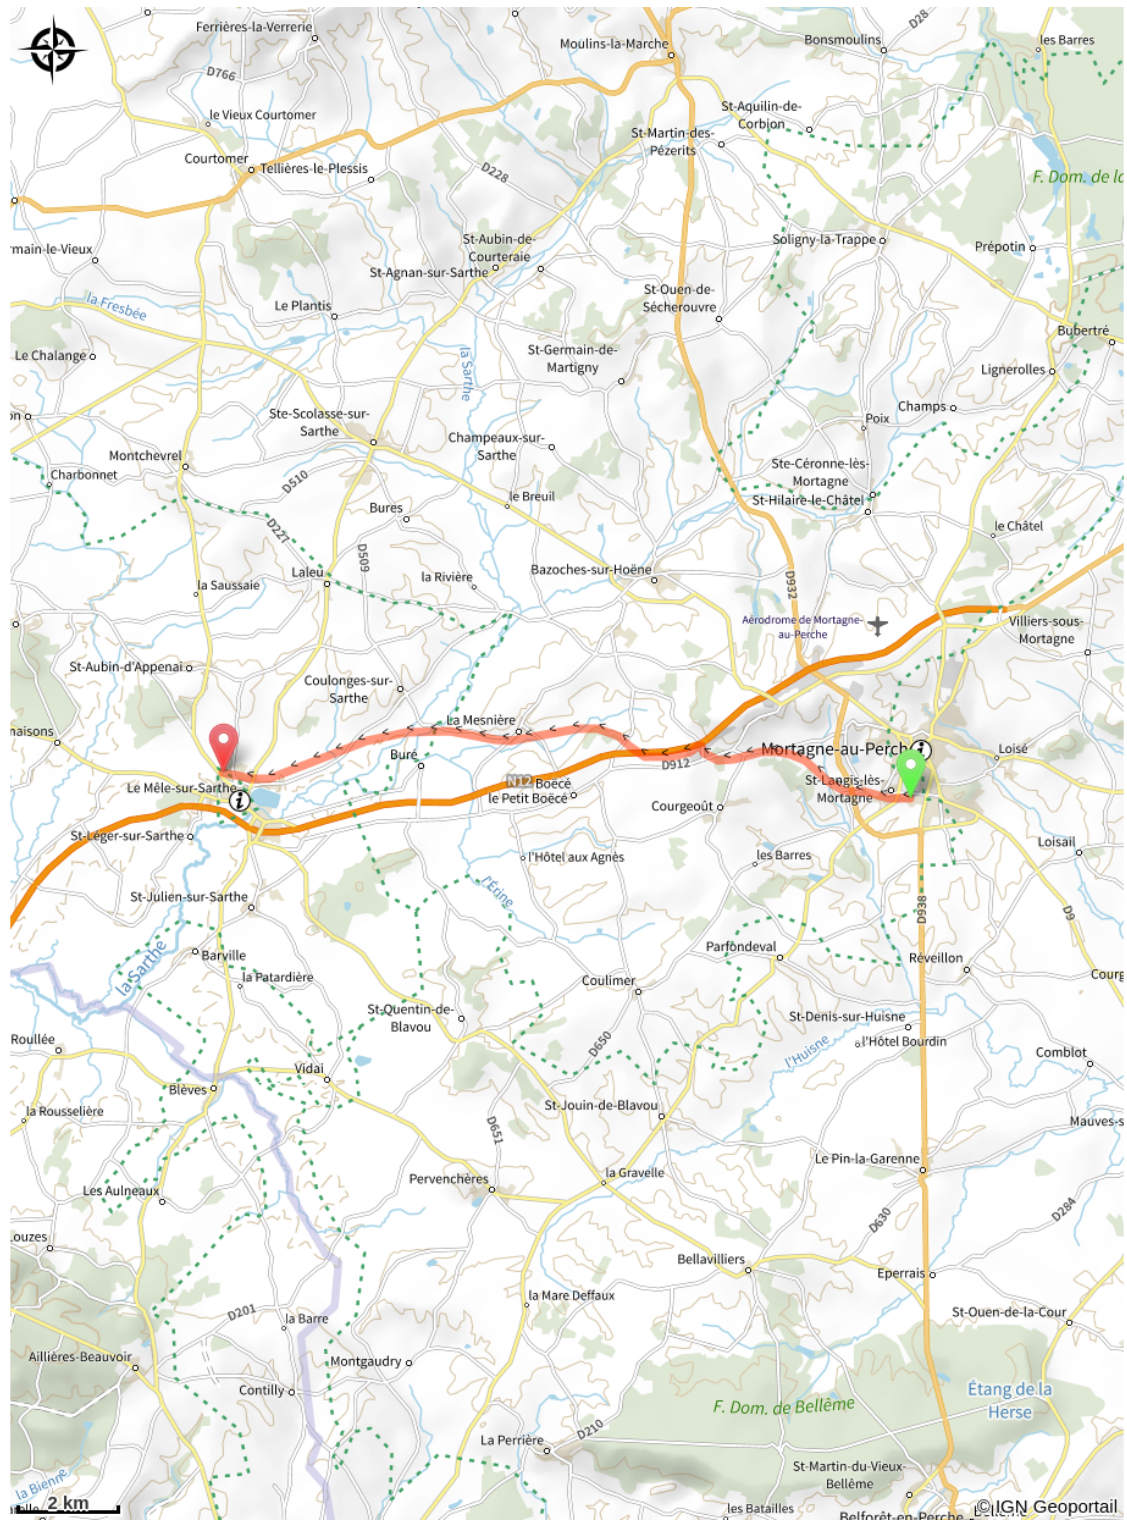 Ferrières-la-Verrerie
D28
Moulins-la-Marche
Bonsmoulins
les Barres
D766
St-Aquilin-de-
Corbion
le Vieux Courtomer
St-Martin-des-
Pézerits
Courtomer
Tellières-le-Plessis
D228
F. Dom. de la
St-Aubin-de-
Courteraie
Soligny-la-Trappe
Prépotin
rmain-le-Vieux
St-Agnan-sur-Sarthe
la Fresbée
Le Plantis
St-Ouen-de-
Sécherouvre
Bubertré
Le Chalange
la Sarthe
St-Germain-de-
Martigny
Lignerolles
Ste-Scolasse-sur-
Sarthe
Champs
Poix
Champeaux-sur-
Sarthe
Montchevrel
Charbonnet
D510
Ste-Céronne-lès-
Mortagne
St-Hilaire-le-Châtel
le Breuil
Bures
D227
le Châtel
D509
Laleu
la Rivière
Bazoches-sur-Hoëne
la Saussaie
D932
Aérodrome de Mortagne-
au-Perche
Villiers-sous-
Mortagne
St-Aubin-d'Appenai
Coulonges-sur-
Sarthe
La Mesnière
naisons
Buré
Mortagne-au-Perch
Loisé
D912
N12
Boëcé
le Petit Boëcé
St-Langis-lès-
Mortagne
Le Mêle-sur-Sarthe
Courgeoût
St-Léger-sur-Sarthe
Loisail
l'Hôtel aux Agnès
les Barres
l'Érine
St-Julien-sur-Sarthe
D938
D9
Parfondeval
la Sarthe
Barville
Réveillon
la Patardière
Coulimer
Courg
St-Quentin-de-
Blavou
St-Denis-sur-Huisne
Roullée
D650
l'Huisne
l'Hôtel Bourdin
Comblot
Vidai
Blèves
St-Jouin-de-Blavou
la Rousselière
D651
Mauves-s
Le Pin-la-Garenne
la Gravelle
Pervenchères
Les Aulneaux
D284
D630
Louzes
Bellavilliers
Eperrais
la Mare Deffaux
D201
la Barre
St-Ouen-de-la-Cour
Aillières-Beauvoir
Montgaudry
Contilly
Étang de la
Herse
F. Dom. de Bellême
D210
La Perrière
St-Martin-du-Vieux-
Bellême
la Bienne
2 km
les Batailles
Belforêt-en-Perche
© IGN Geoportail